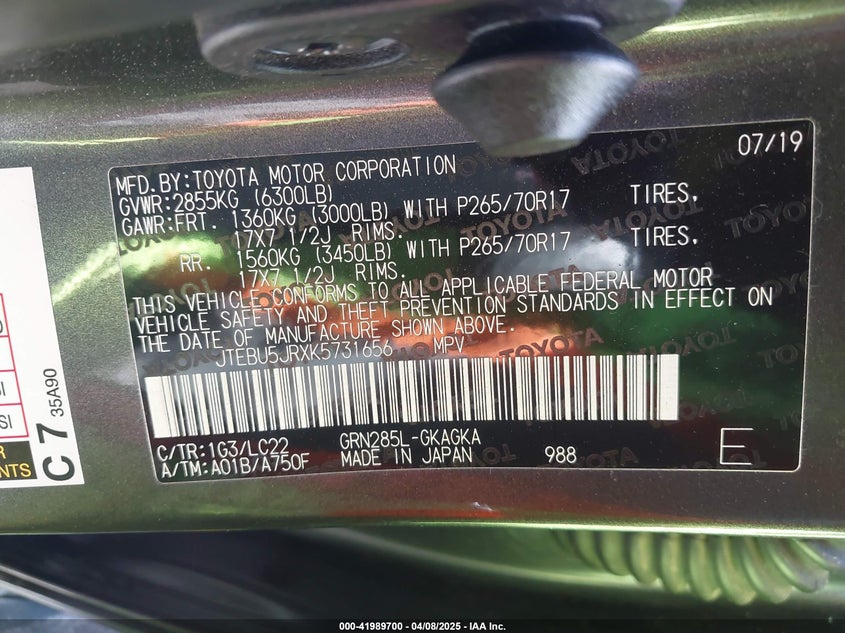 07/19
MFD.BY:TOYOTA MOTOR CORPORATION
GVWR:2855KG (6300LB)
GAWR:FRT. 1360KG (3000LB) WITH P265/70R17 TIRES,
17X7 1/2J RIMS.
RR. 1560KG (3450LB) WITH P265/70R17 TIRES,
17X7 1/2J RIMS.
THIS VEHICLE CONFORMS TO ALL APPLICABLE FEDERAL MOTOR
VEHICLE SAFETY AND THEFT PREVENTION STANDARDS IN EFFECT ON
THE DATE OF MANUFACTURE SHOWN ABOVE.
JTEBU5JRXK5731656 MPV
C/TR:1G3/LC22 GRN285L-GKAGKA
A/TM:A01B/A750F MADE IN JAPAN 988 E
C 7 35A90
000-41989700 - 04/08/2025 - IAA Inc.